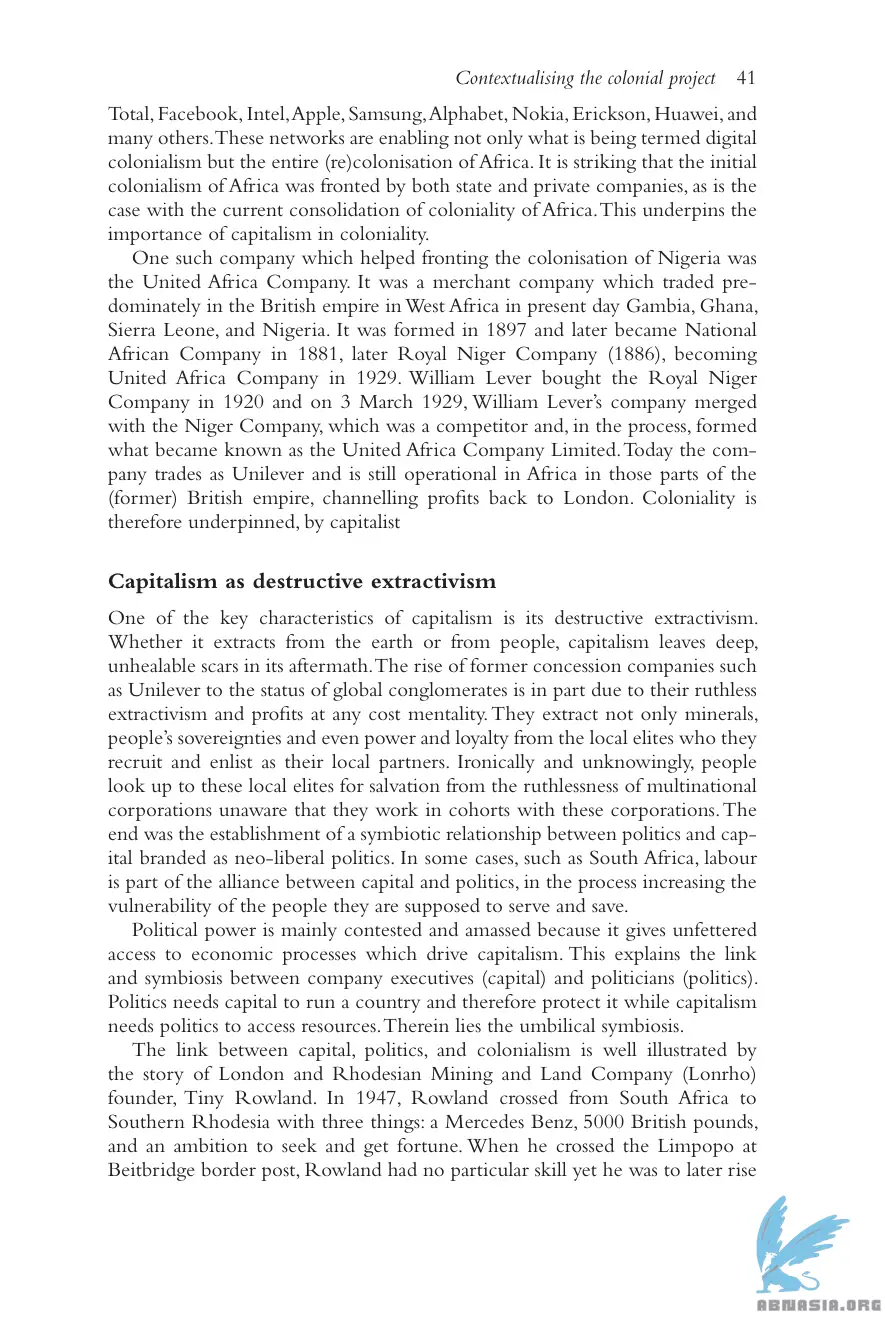 Contextualising the colonial project 41
Total, Facebook, Intel, Apple, Samsung, Alphabet, Nokia, Erickson, Huawei, and
many others. These networks are enabling not only what is being termed digital
colonialism but the entire (re)colonisation of Africa. It is striking that the initial
colonialism of Africa was fronted by both state and private companies, as is the
case with the current consolidation of coloniality of Africa. This underpins the
importance of capitalism in coloniality.
One such company which helped fronting the colonisation of Nigeria was
the United Africa Company. It was a merchant company which traded pre-
dominately in the British empire in West Africa in present day Gambia, Ghana,
Sierra Leone, and Nigeria. It was formed in 1897 and later became National
African Company in 1881, later Royal Niger Company (1886), becoming
United Africa Company in 1929. William Lever bought the Royal Niger
Company in 1920 and on 3 March 1929, William Lever's company merged
with the Niger Company, which was a competitor and, in the process, formed
what became known as the United Africa Company Limited. Today the com-
pany trades as Unilever and is still operational in Africa in those parts of the
(former) British empire, channelling profits back to London. Coloniality is
therefore underpinned, by capitalist
Capitalism as destructive extractivism
One of the key characteristics of capitalism is its destructive extractivism.
Whether it extracts from the earth or from people, capitalism leaves deep,
unhealable scars in its aftermath. The rise of former concession companies such
as Unilever to the status of global conglomerates is in part due to their ruthless
extractivism and profits at any cost mentality. They extract not only minerals,
people's sovereignties and even power and loyalty from the local elites who they
recruit and enlist as their local partners. Ironically and unknowingly, people
look up to these local elites for salvation from the ruthlessness of multinational
corporations unaware that they work in cohorts with these corporations. The
end was the establishment of a symbiotic relationship between politics and cap-
ital branded as neo-liberal politics. In some cases, such as South Africa, labour
is part of the alliance between capital and politics, in the process increasing the
vulnerability of the people they are supposed to serve and save.
Political power is mainly contested and amassed because it gives unfettered
access to economic processes which drive capitalism. This explains the link
and symbiosis between company executives (capital) and politicians (politics).
Politics needs capital to run a country and therefore protect it while capitalism
needs politics to access resources. Therein lies the umbilical symbiosis.
The link between capital, politics, and colonialism is well illustrated by
the story of London and Rhodesian Mining and Land Company (Lonrho)
founder, Tiny Rowland. In 1947, Rowland crossed from South Africa to
Southern Rhodesia with three things: a Mercedes Benz, 5000 British pounds,
and an ambition to seek and get fortune. When he crossed the Limpopo at
Beitbridge border post, Rowland had no particular skill yet he was to later rise
ABNASIA.ORG